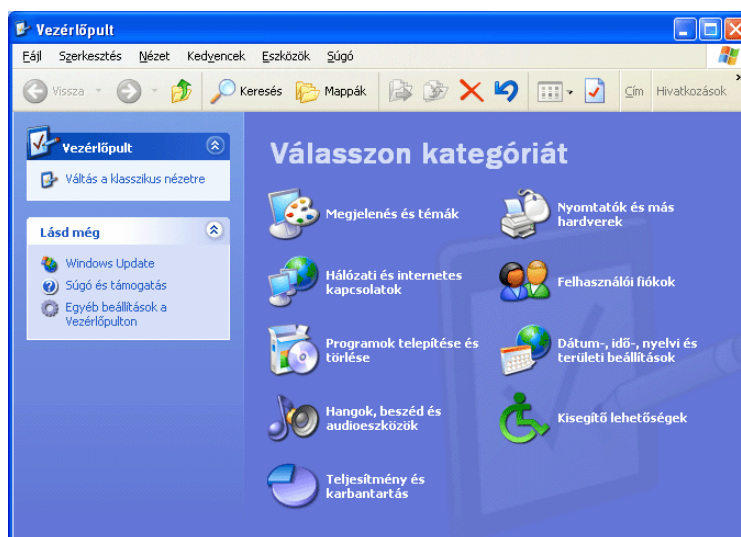 Vezérlőpult
Fájl Szerkesztés Nézet Kedvencek Eszközök Súgó
Vissza Keresés Mappák Cím Hivatkozások »
Vezérlőpult
Váltás a klasszikus nézetre
Lásd még
Windows Update
Súgó és támogatás
Egyéb beállítások a
Vezérlőpulton
Válasszon kategóriát
Megjelenés és témák
Nyomtatók és más
hardverek
Hálózati és internetes
kapcsolatok
Felhasználói fiókok
Programok telepítése és
törlése
Dátum-, idő-, nyelvi és
területi beállítások
Hangok, beszéd és
audioeszközök
Kisegítő lehetőségek
Teljesítmény és
karbantartás